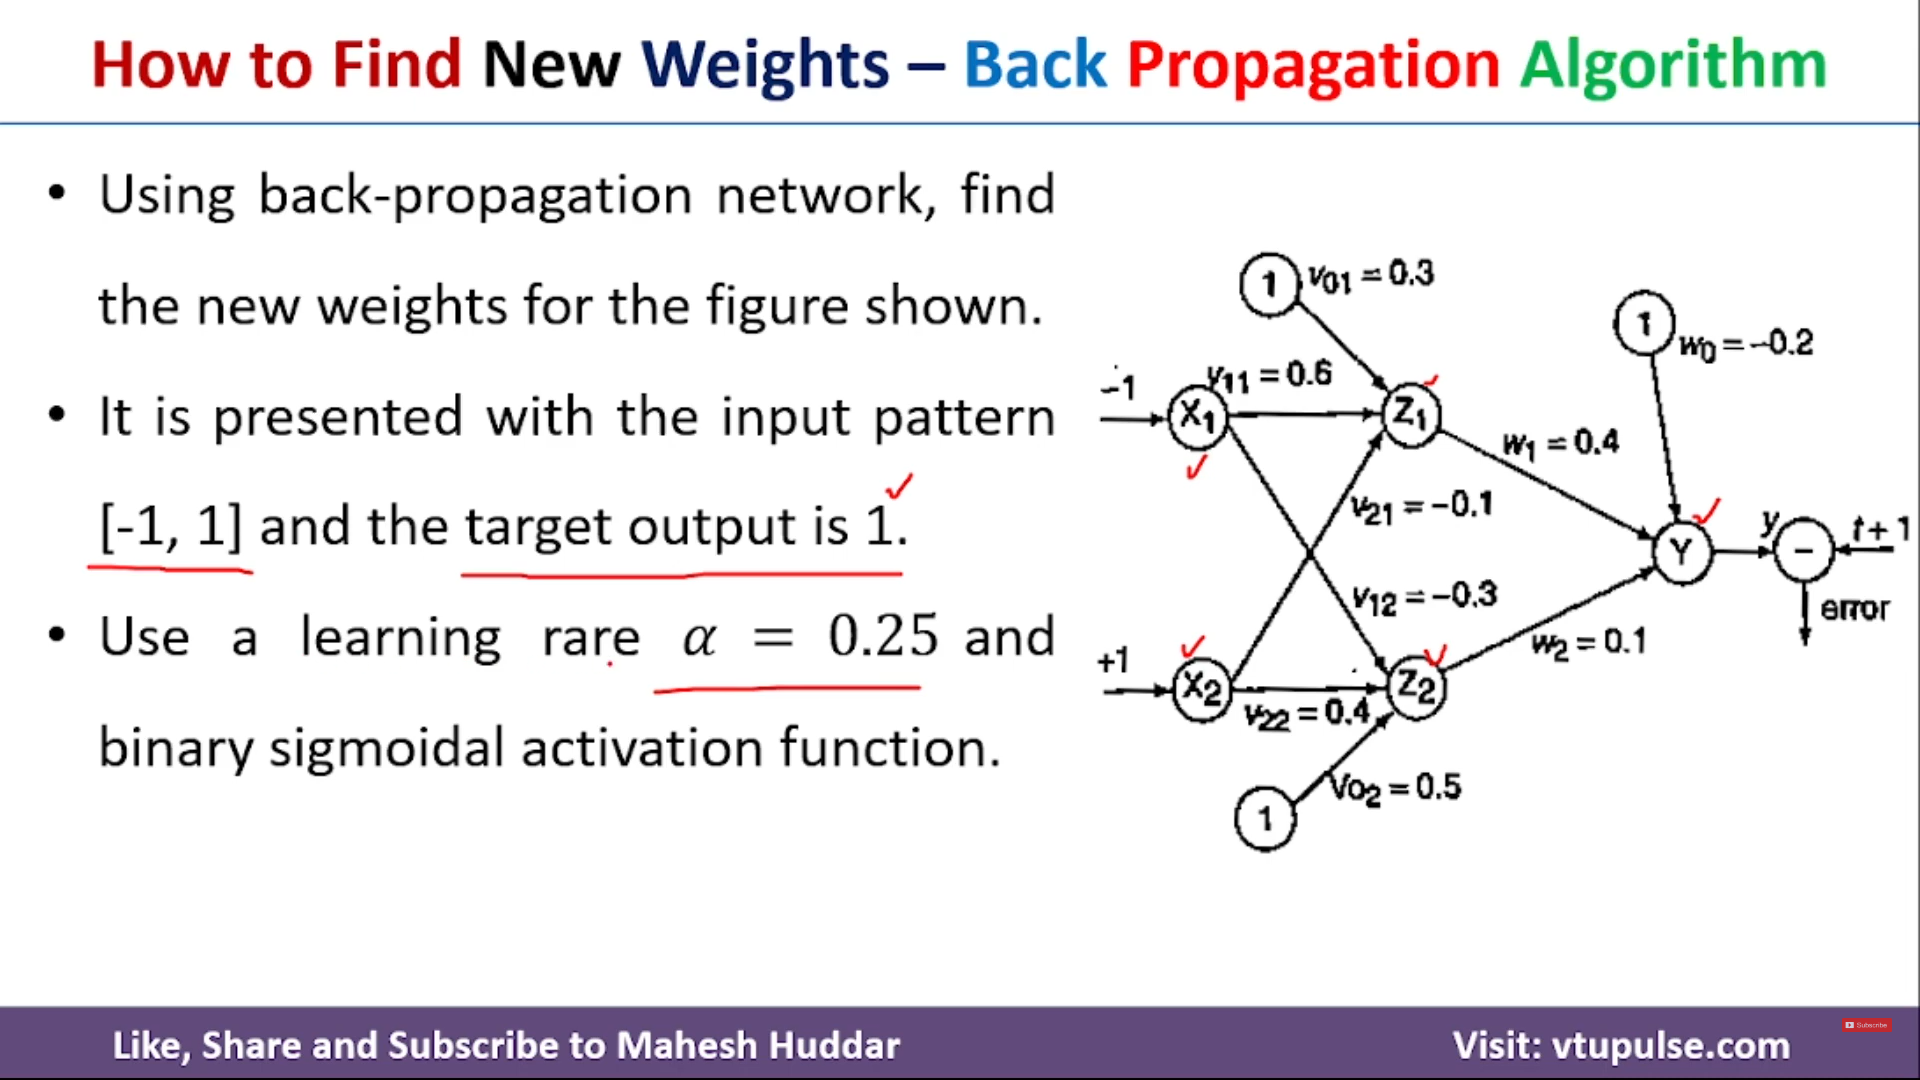 How to Find New Weights – Back Propagation Algorithm
• Using back-propagation network, find
the new weights for the figure shown.
• It is presented with the input pattern
[-1, 1] and the target output is 1.
• Use a learning rare α = 0.25 and
binary sigmoidal activation function.
1
v01 = 0.3
1
w0 = –0.2
–1
v11 = 0.6
X1
Z1
w1 = 0.4
v21 = –0.1
Y
y
–
t+1
v12 = –0.3
error
+1
w2 = 0.1
X2
Z2
v22 = 0.4
Vo2 = 0.5
1
Subscribe
Like, Share and Subscribe to Mahesh Huddar
Visit: vtupulse.com